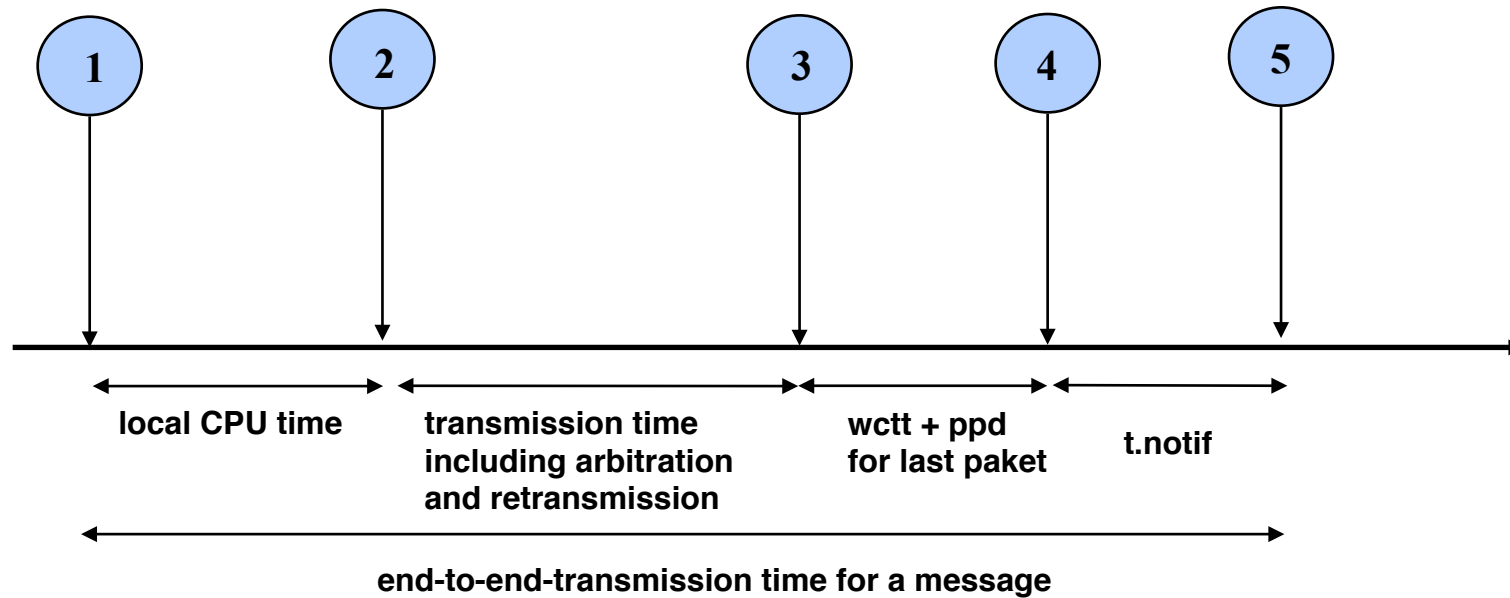 1
2
3
4
5
local CPU time
transmission time
including arbitration
and retransmission
wctt + ppd
for last paket
t.notif
end-to-end-transmission time for a message